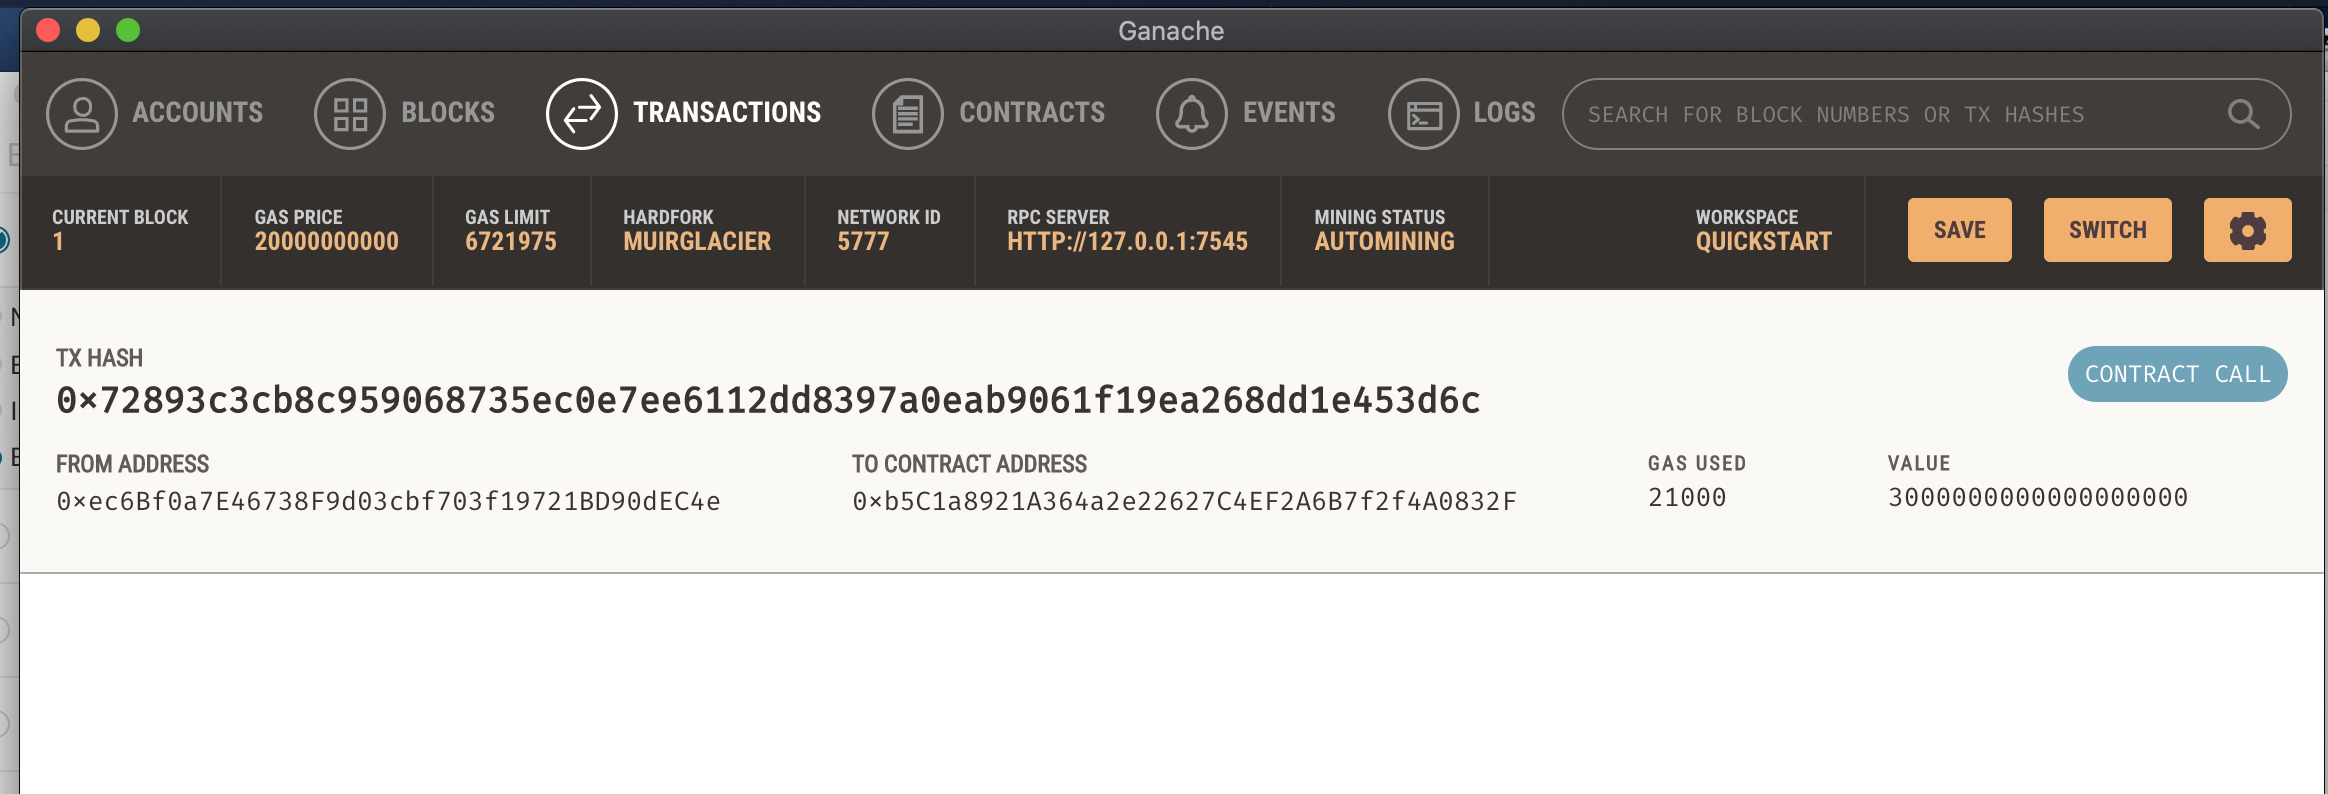 Ganache
ACCOUNTS BLOCKS TRANSACTIONS CONTRACTS EVENTS LOGS SEARCH FOR BLOCK NUMBERS OR TX HASHES
CURRENT BLOCK GAS PRICE GAS LIMIT HARDFORK NETWORK ID RPC SERVER MINING STATUS WORKSPACE
1 20000000000 6721975 MUIRGLACIER 5777 HTTP://127.0.0.1:7545 AUTOMINING QUICKSTART SAVE SWITCH
TX HASH
0x72893c3cb8c959068735ec0e7ee6112dd8397a0eab9061f19ea268dd1e453d6c CONTRACT CALL
FROM ADDRESS TO CONTRACT ADDRESS GAS USED VALUE
0xec6Bf0a7E46738F9d03cbf703f19721BD90dEC4e 0xb5C1a8921A364a2e22627C4EF2A6B7f2f4A0832F 21000 3000000000000000000